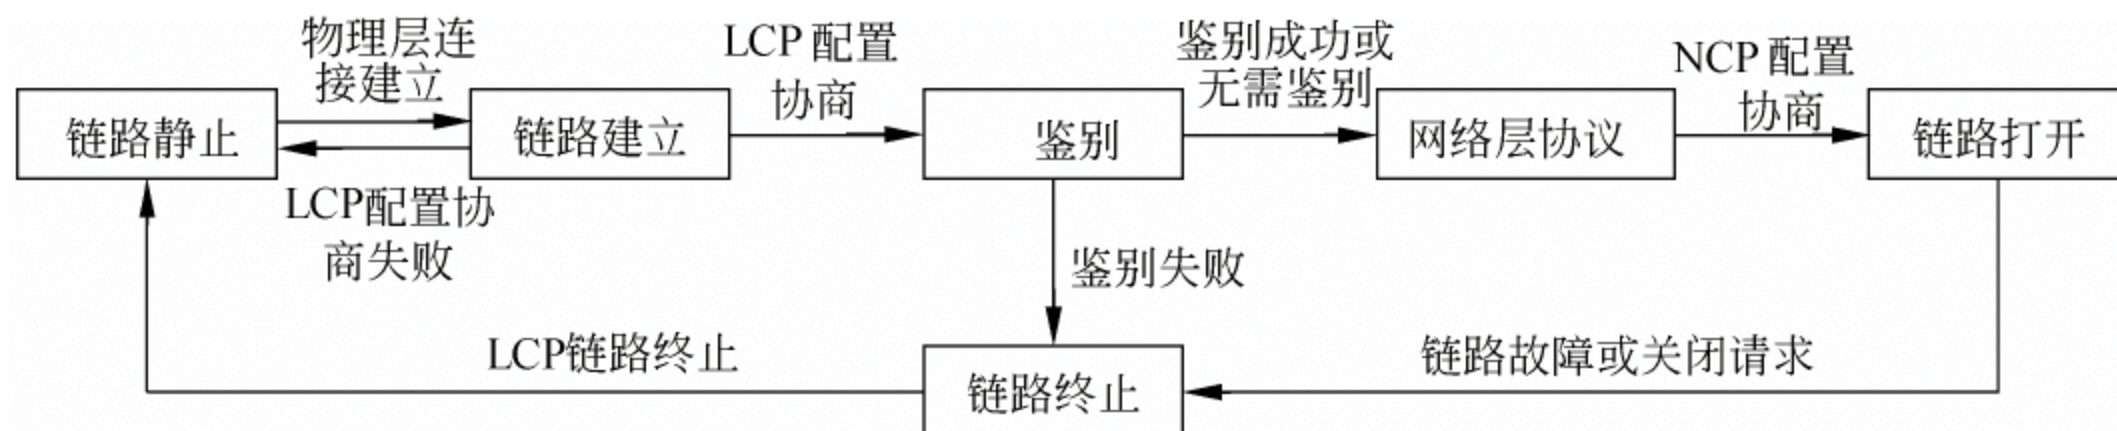 物理层连
接建立
LCP 配置
协商
鉴别成功或
无需鉴别
NCP 配置
协商
链路静止
链路建立
鉴别
网络层协议
链路打开
LCP配置协
商失败
鉴别失败
LCP链路终止
链路故障或关闭请求
链路终止